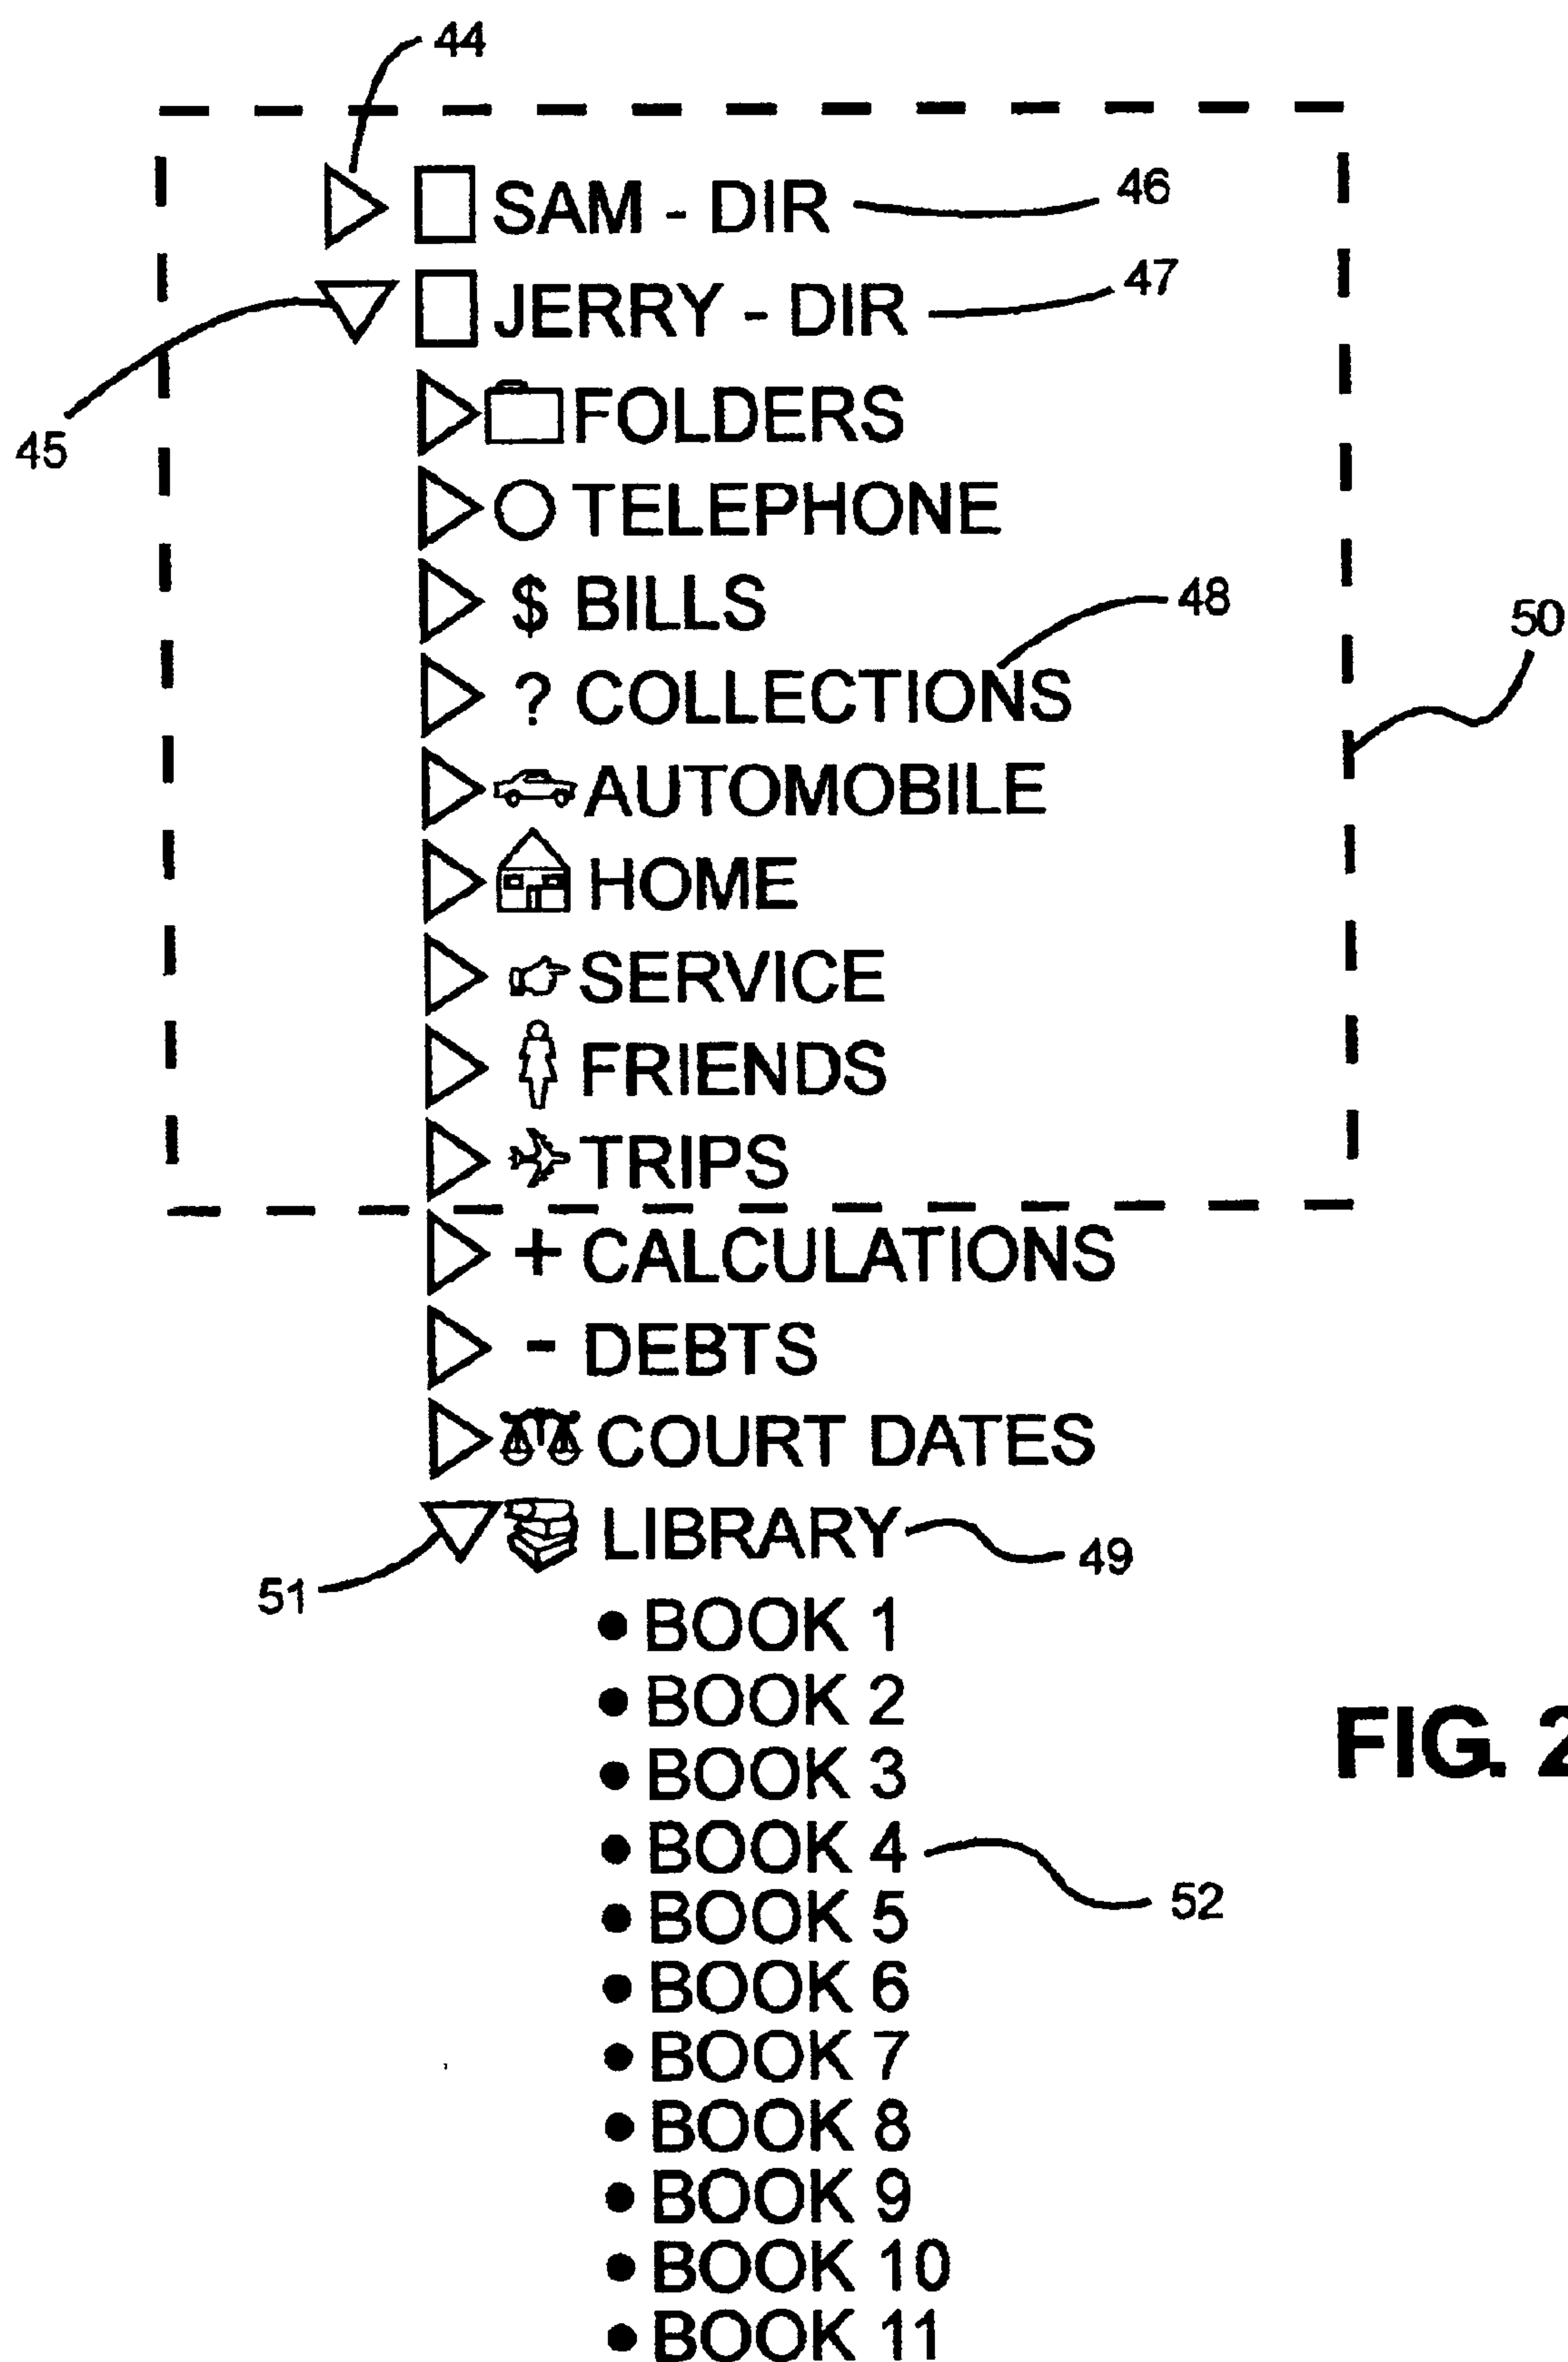 44
SAM - DIR 46
JERRY - DIR 47
45
FOLDERS
TELEPHONE
$ BILLS
48
? COLLECTIONS
50
AUTOMOBILE
HOME
SERVICE
FRIENDS
TRIPS
+ CALCULATIONS
- DEBTS
COURT DATES
LIBRARY 49
51
• BOOK 1
• BOOK 2
• BOOK 3
FIG. 2
• BOOK 4
52
• BOOK 5
• BOOK 6
• BOOK 7
• BOOK 8
• BOOK 9
• BOOK 10
• BOOK 11